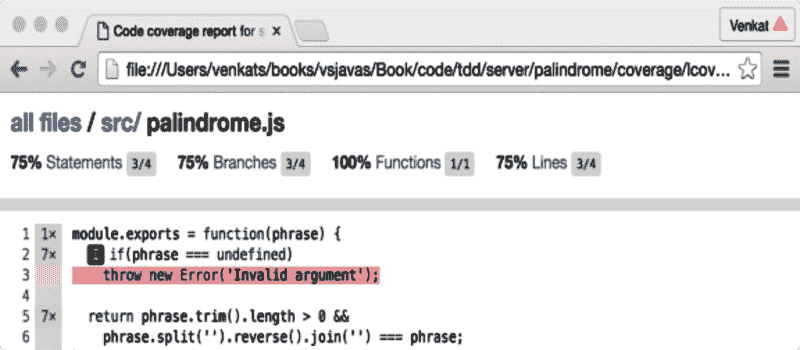 Code coverage report for s
Venkat
file:///Users/venkats/books/vsjavas/Book/code/tdd/server/palindrome/coverage/lcov...
all files / src/ palindrome.js
75% Statements 3/4 75% Branches 3/4 100% Functions 1/1 75% Lines 3/4
1 1× module.exports = function(phrase) {
2 7× I if(phrase === undefined)
3 throw new Error('Invalid argument');
4
5 7× return phrase.trim().length > 0 &&
6 phrase.split('').reverse().join('') === phrase;